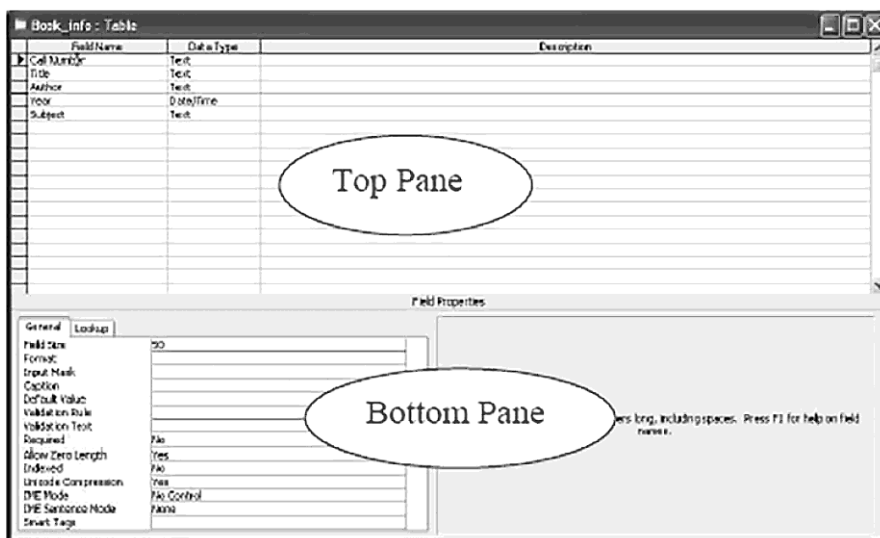 Book_info : Table
Field Name Data Type Description
Call Number Text
Title Text
Author Text
Year Date/Time
Subject Text
Top Pane
Field Properties
General Lookup
Field Size 50
Format
Input Mask
Caption
Default Value
Validation Rule
Validation Text
Required No
Allow Zero Length Yes
Indexed No
Unicode Compression Yes
IME Mode No Control
IME Sentence Mode None
Smart Tags
Bottom Pane
ers long, including spaces. Press F1 for help on field
names.